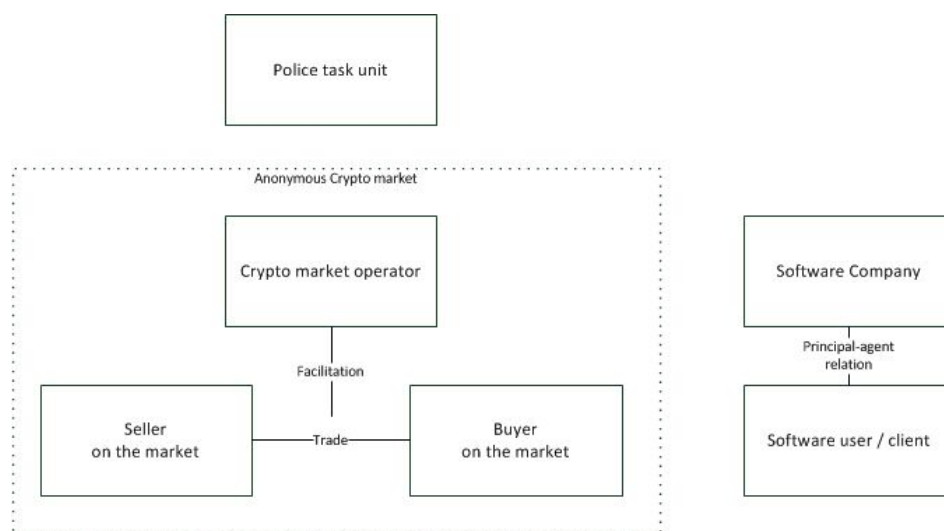 Police task unit
Anonymous Crypto market
Crypto market operator
Software Company
Facilitation
Principal-agent
relation
Seller
on the market
Trade
Buyer
on the market
Software user / client